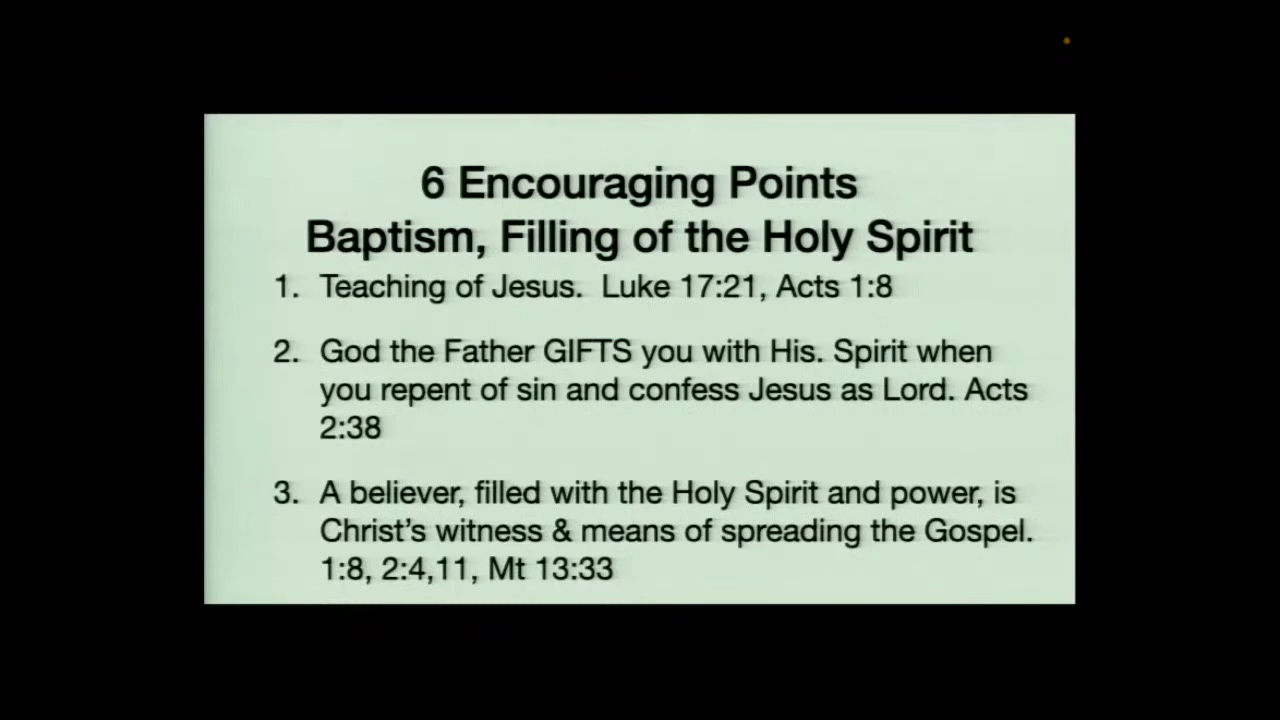 6 Encouraging Points
Baptism, Filling of the Holy Spirit
1. Teaching of Jesus. Luke 17:21, Acts 1:8
2. God the Father GIFTS you with His. Spirit when
you repent of sin and confess Jesus as Lord. Acts
2:38
3. A believer, filled with the Holy Spirit and power, is
Christ's witness & means of spreading the Gospel.
1:8, 2:4,11, Mt 13:33